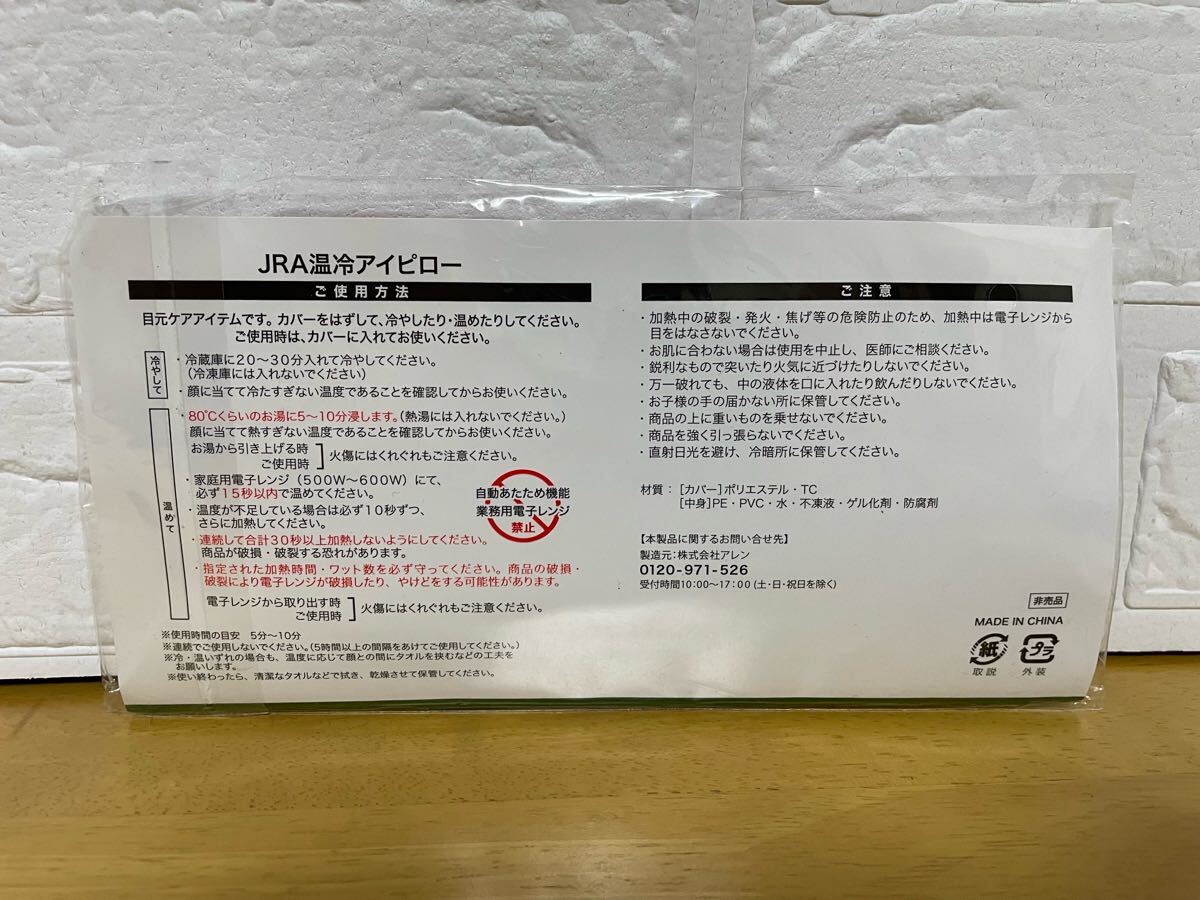 JRA温冷アイピロー
ご使用方法
目元ケアアイテムです。カバーをはずして、冷やしたり・温めたりしてください。
ご使用時は、カバーに入れてお使いください。
冷やして
・冷蔵庫に20〜30分入れて冷やしてください。
（冷凍庫には入れないでください）
・顔に当てて冷たすぎない温度であることを確認してからお使いください。
温めて
・80℃くらいのお湯に5〜10分浸します。（熱湯には入れないでください。）
顔に当てて熱すぎない温度であることを確認してからお使いください。
お湯から引き上げる時
ご使用時
火傷にはくれぐれもご注意ください。
・家庭用電子レンジ（500W〜600W）にて、
必ず15秒以内で温めてください。
・温度が不足している場合は必ず10秒ずつ、
さらに加熱してください。
自動あたため機能
業務用電子レンジ
禁止
・連続して合計30秒以上加熱しないようにしてください。
商品が破損・破裂する恐れがあります。
・指定された加熱時間・ワット数を必ず守ってください。商品の破損・
破裂により電子レンジが破損したり、やけどをする可能性があります。
電子レンジから取り出す時
ご使用時
火傷にはくれぐれもご注意ください。
※使用時間の目安　5分〜10分
※連続でご使用しないでください。（5時間以上の間隔をあけてご使用してください。）
※冷・温いずれの場合も、温度に応じて顔との間にタオルを挟むなどの工夫を
お願いします。
※使い終わったら、清潔なタオルなどで拭き、乾燥させて保管してください。
ご注意
・加熱中の破裂・発火・焦げ等の危険防止のため、加熱中は電子レンジから
目をはなさないでください。
・お肌に合わない場合は使用を中止し、医師にご相談ください。
・鋭利なもので突いたり火気に近づけたりしないでください。
・万一破れても、中の液体を口に入れたり飲んだりしないでください。
・お子様の手の届かない所に保管してください。
・商品の上に重いものを乗せないでください。
・商品を強く引っ張らないでください。
・直射日光を避け、冷暗所に保管してください。
材質：［カバー］ポリエステル・TC
［中身］PE・PVC・水・不凍液・ゲル化剤・防腐剤
【本製品に関するお問い合せ先】
製造元：株式会社アレン
0120-971-526
受付時間10:00〜17:00（土・日・祝日を除く）
非売品
MADE IN CHINA
紙
プラ
取説
外装